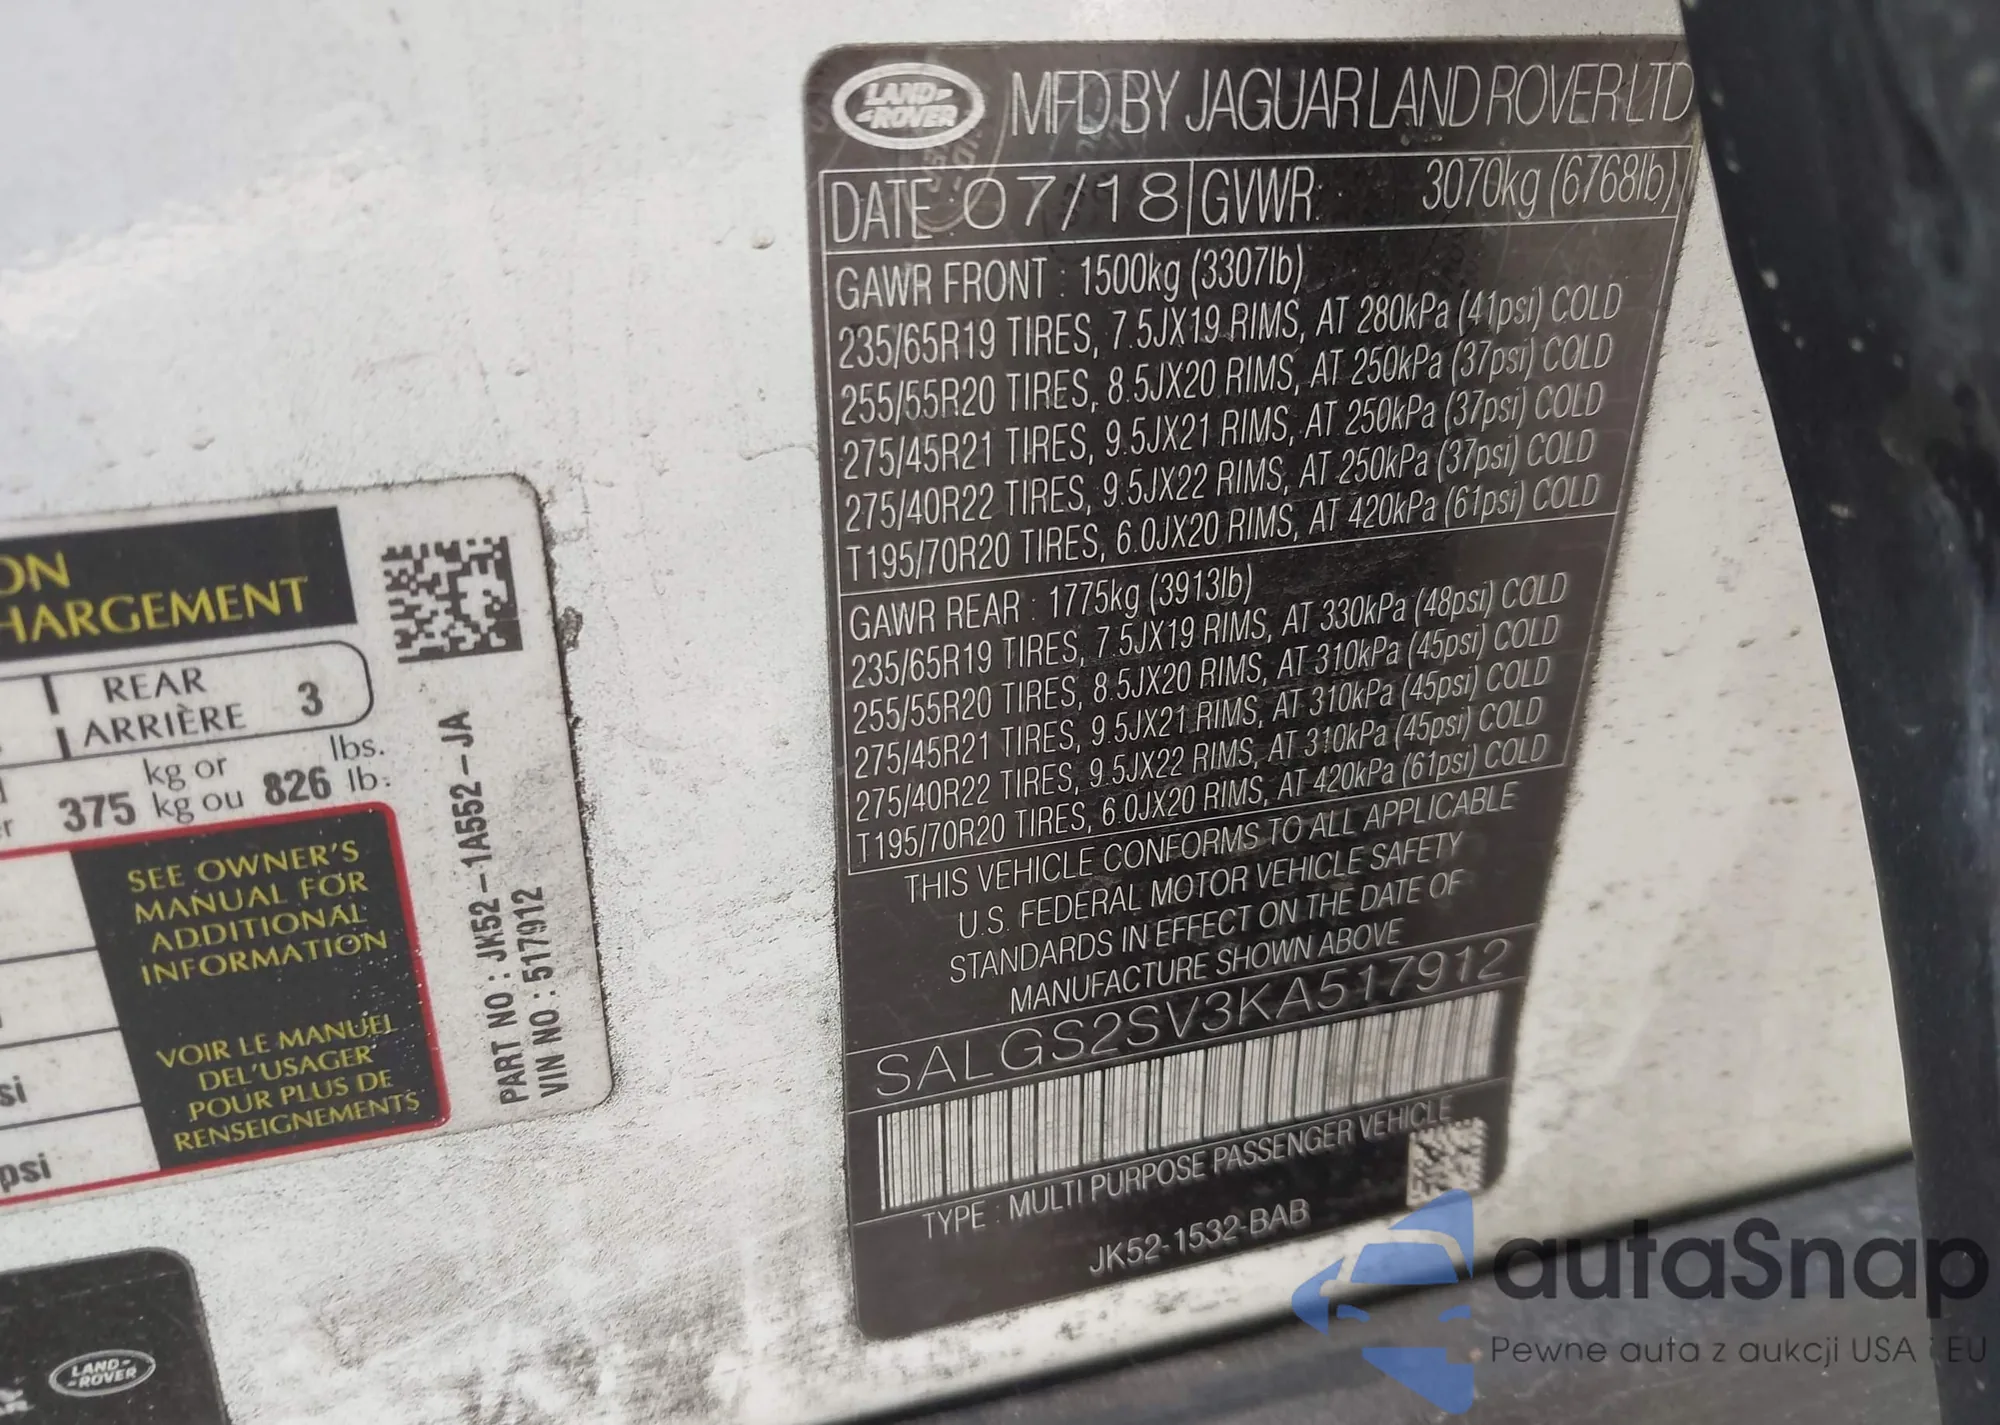 LAND-
-ROVER
MFD BY JAGUAR LAND ROVER LTD
DATE : 07/18 GVWR: 3070kg (6768lb)
GAWR FRONT : 1500kg (3307lb)
235/65R19 TIRES, 7.5JX19 RIMS, AT 280kPa (41psi) COLD
255/55R20 TIRES, 8.5JX20 RIMS, AT 250kPa (37psi) COLD
275/45R21 TIRES, 9.5JX21 RIMS, AT 250kPa (37psi) COLD
275/40R22 TIRES, 9.5JX22 RIMS, AT 250kPa (37psi) COLD
T195/70R20 TIRES, 6.0JX20 RIMS, AT 420kPa (61psi) COLD
GAWR REAR : 1775kg (3913lb)
235/65R19 TIRES, 7.5JX19 RIMS, AT 330kPa (48psi) COLD
255/55R20 TIRES, 8.5JX20 RIMS, AT 310kPa (45psi) COLD
275/45R21 TIRES, 9.5JX21 RIMS, AT 310kPa (45psi) COLD
275/40R22 TIRES, 9.5JX22 RIMS, AT 310kPa (45psi) COLD
T195/70R20 TIRES, 6.0JX20 RIMS, AT 420kPa (61psi) COLD
THIS VEHICLE CONFORMS TO ALL APPLICABLE
U.S. FEDERAL MOTOR VEHICLE SAFETY
STANDARDS IN EFFECT ON THE DATE OF
MANUFACTURE SHOWN ABOVE
SALGS2SV3KA517912
TYPE : MULTI PURPOSE PASSENGER VEHICLE
JK52-1532-BAB
ON
HARGEMENT
REAR
ARRIÈRE 3
375 kg or 826 lbs.
kg ou lb.
SEE OWNER'S
MANUAL FOR
ADDITIONAL
INFORMATION
VOIR LE MANUEL
DEL'USAGER
POUR PLUS DE
RENSEIGNEMENTS
si
psi
PART NO : JK52-1A552-JA
VIN NO : 517912
LAND-
-ROVER
autaSnap
Pewne auta z aukcji USA i EU